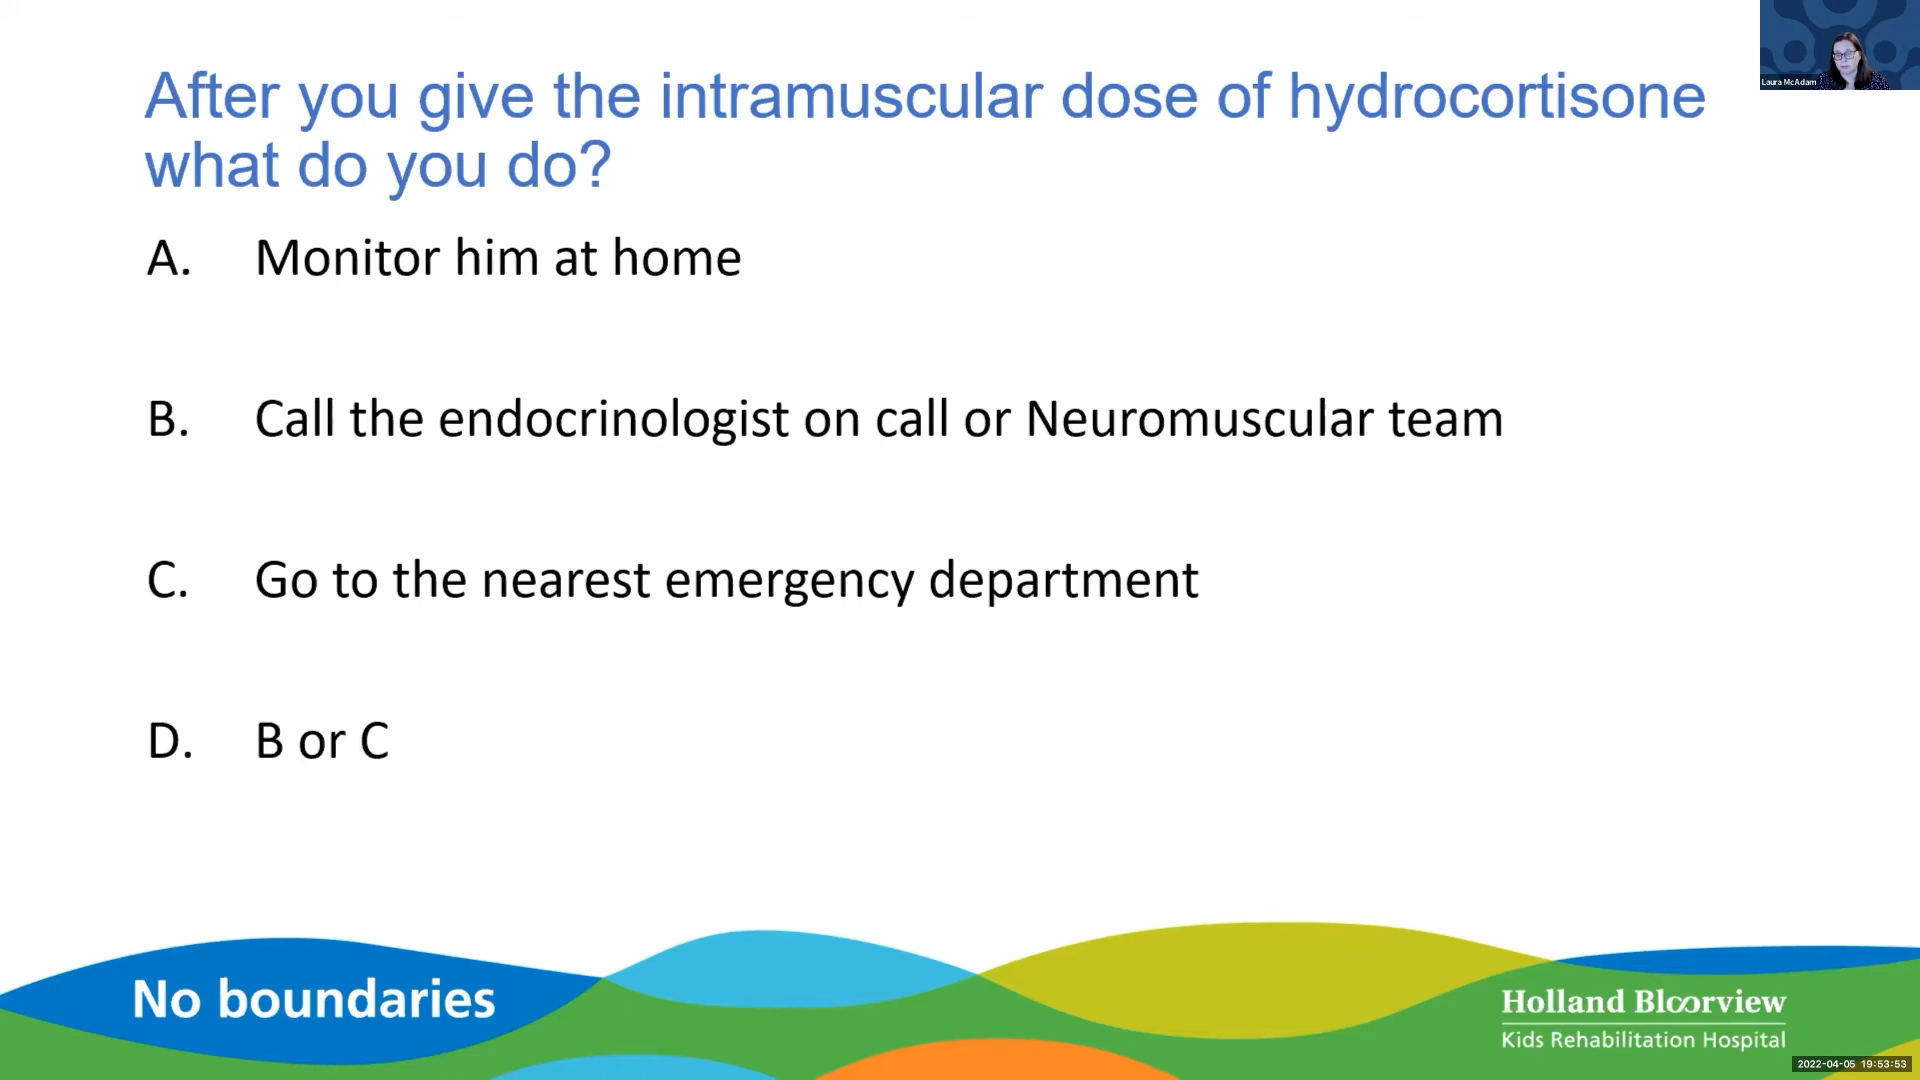 Laura McAdam
After you give the intramuscular dose of hydrocortisone
what do you do?
A. Monitor him at home
B. Call the endocrinologist on call or Neuromuscular team
C. Go to the nearest emergency department
D. B or C
No boundaries
Holland Bloorview
Kids Rehabilitation Hospital
2022-04-05 19:53:53